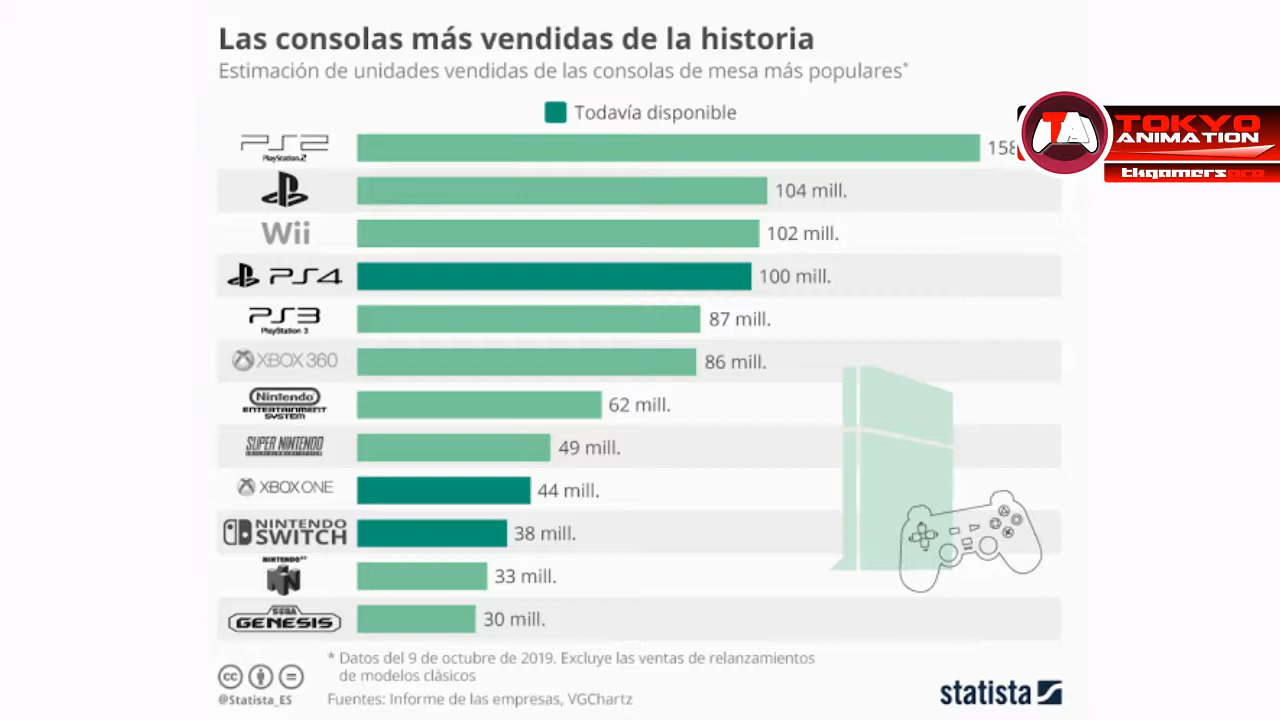 Las consolas más vendidas de la historia
Estimación de unidades vendidas de las consolas de mesa más populares*
Todavía disponible
PS2
PlayStation 2
158
104 mill.
Wii
102 mill.
PS4
100 mill.
PS3
PlayStation 3
87 mill.
XBOX 360
86 mill.
Nintendo
ENTERTAINMENT
SYSTEM
62 mill.
SUPER NINTENDO
49 mill.
XBOX ONE
44 mill.
NINTENDO
SWITCH
38 mill.
NINTENDO64
33 mill.
SEGA
GENESIS
30 mill.
* Datos del 9 de octubre de 2019. Excluye las ventas de relanzamientos
de modelos clásicos
@Statista_ES
Fuentes: Informe de las empresas, VGChartz
statista
TA
TOKYO
ANIMATION
tkgamerspro
cc